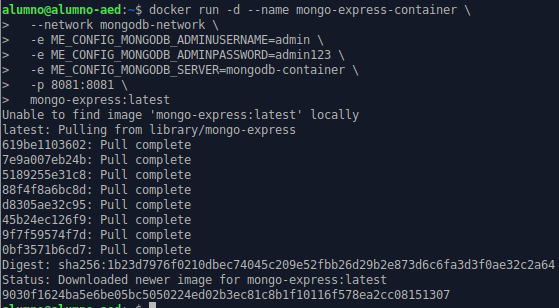 alumno@alumno-aed:~$ docker run -d --name mongo-express-container \
>   --network mongodb-network \
>   -e ME_CONFIG_MONGODB_ADMINUSERNAME=admin \
>   -e ME_CONFIG_MONGODB_ADMINPASSWORD=admin123 \
>   -e ME_CONFIG_MONGODB_SERVER=mongodb-container \
>   -p 8081:8081 \
>   mongo-express:latest
Unable to find image 'mongo-express:latest' locally
latest: Pulling from library/mongo-express
619be1103602: Pull complete
7e9a007eb24b: Pull complete
5189255e31c8: Pull complete
88f4f8a6bc8d: Pull complete
d8305ae32c95: Pull complete
45b24ec126f9: Pull complete
9f7f59574f7d: Pull complete
0bf3571b6cd7: Pull complete
Digest: sha256:1b23d7976f0210dbec74045c209e52fbb26d29b2e873d6c6fa3d3f0ae32c2a64
Status: Downloaded newer image for mongo-express:latest
9030f1624ba5e6be05bc5050224ed02b3ec81c8b1f10116f578ea2cc08151307
alumno@alumno-aed:~$